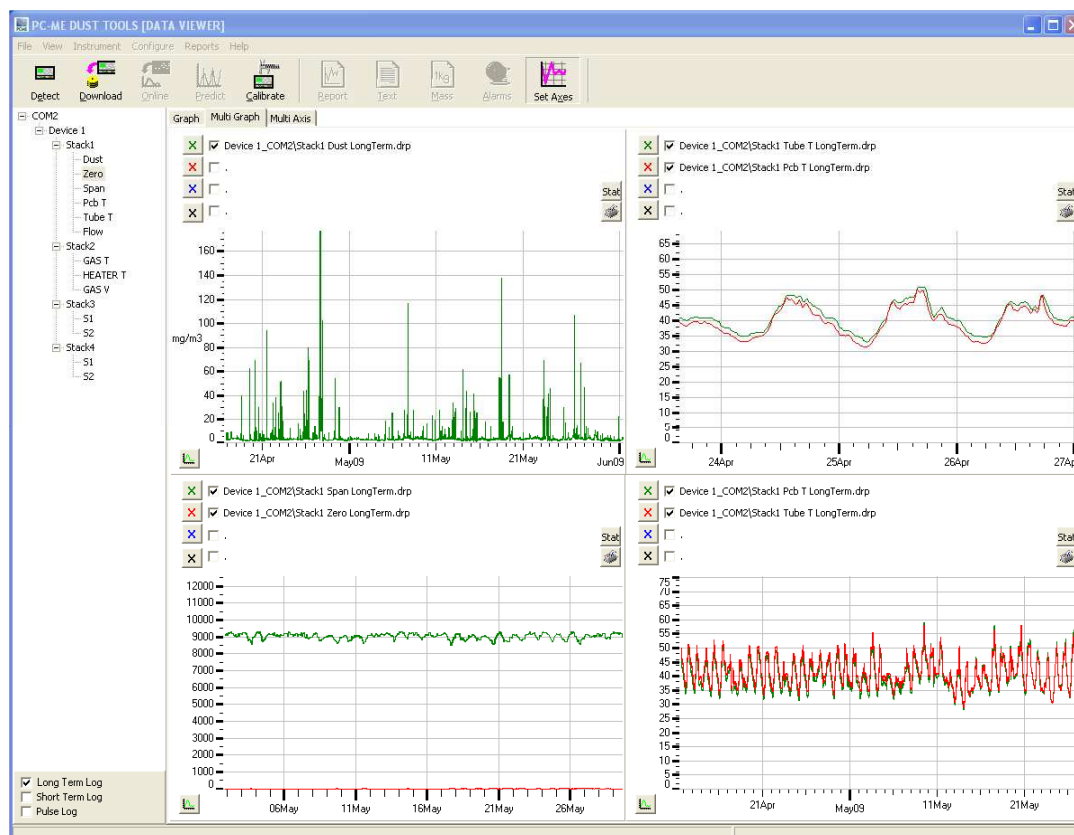 PC-ME DUST TOOLS [DATA VIEWER]
File View Instrument Configure Reports Help
Detect Download Online Predict Calibrate Report Text Mass Alarms Set Axes
1Kg
COM2
Device 1
Stack1
Dust
Zero
Span
Pcb T
Tube T
Flow
Stack2
GAS T
HEATER T
GAS V
Stack3
S1
S2
Stack4
S1
S2
Long Term Log
Short Term Log
Pulse Log
Graph Multi Graph Multi Axis
X Device 1_COM2\Stack1 Dust LongTerm.drp
X .
X .
X .
Stat
160
140
120
100
mg/m3 80
60
40
20
0
21Apr May09 11May 21May Jun09
X Device 1_COM2\Stack1 Tube T LongTerm.drp
X Device 1_COM2\Stack1 Pcb T LongTerm.drp
X .
X .
Stat
65
60
55
50
45
40
35
30
25
20
15
10
5
0
24Apr 25Apr 26Apr 27A
X Device 1_COM2\Stack1 Span LongTerm.drp
X Device 1_COM2\Stack1 Zero LongTerm.drp
X .
X .
Stat
12000
11000
10000
9000
8000
7000
6000
5000
4000
3000
2000
1000
0
06May 11May 16May 21May 26May
X Device 1_COM2\Stack1 Pcb T LongTerm.drp
X Device 1_COM2\Stack1 Tube T LongTerm.drp
X .
X .
Stat
75
70
65
60
55
50
45
40
35
30
25
20
15
10
5
0
21Apr May09 11May 21May